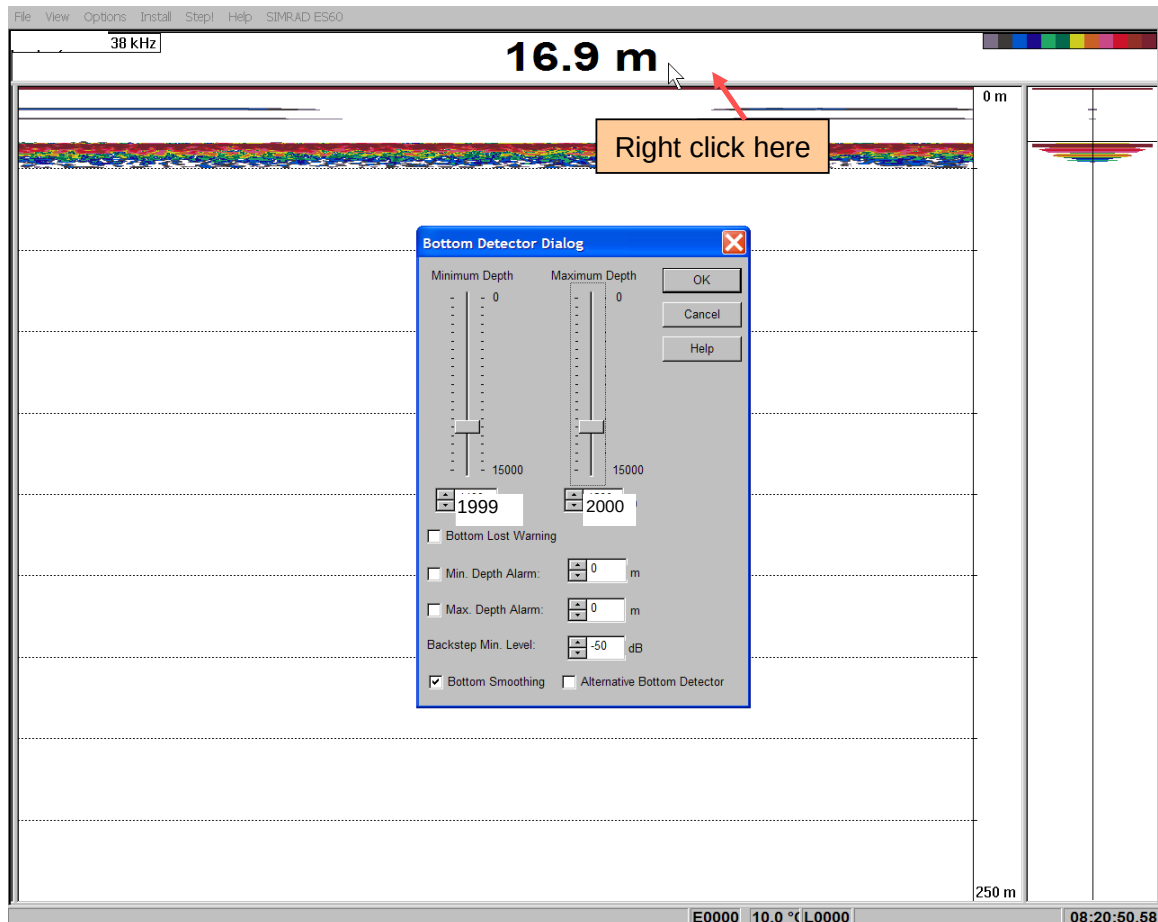 File View Options Install Step! Help SIMRAD ES60
38 kHz
16.9 m
0 m
Right click here
Bottom Detector Dialog
Minimum Depth Maximum Depth OK
0 0
Cancel
Help
15000 15000
1999 2000
Bottom Lost Warning
Min. Depth Alarm: 0 m
Max. Depth Alarm: 0 m
Backstep Min. Level: -50 dB
Bottom Smoothing Alternative Bottom Detector
250 m
E0000 10.0 °( L0000 08:20:50.58